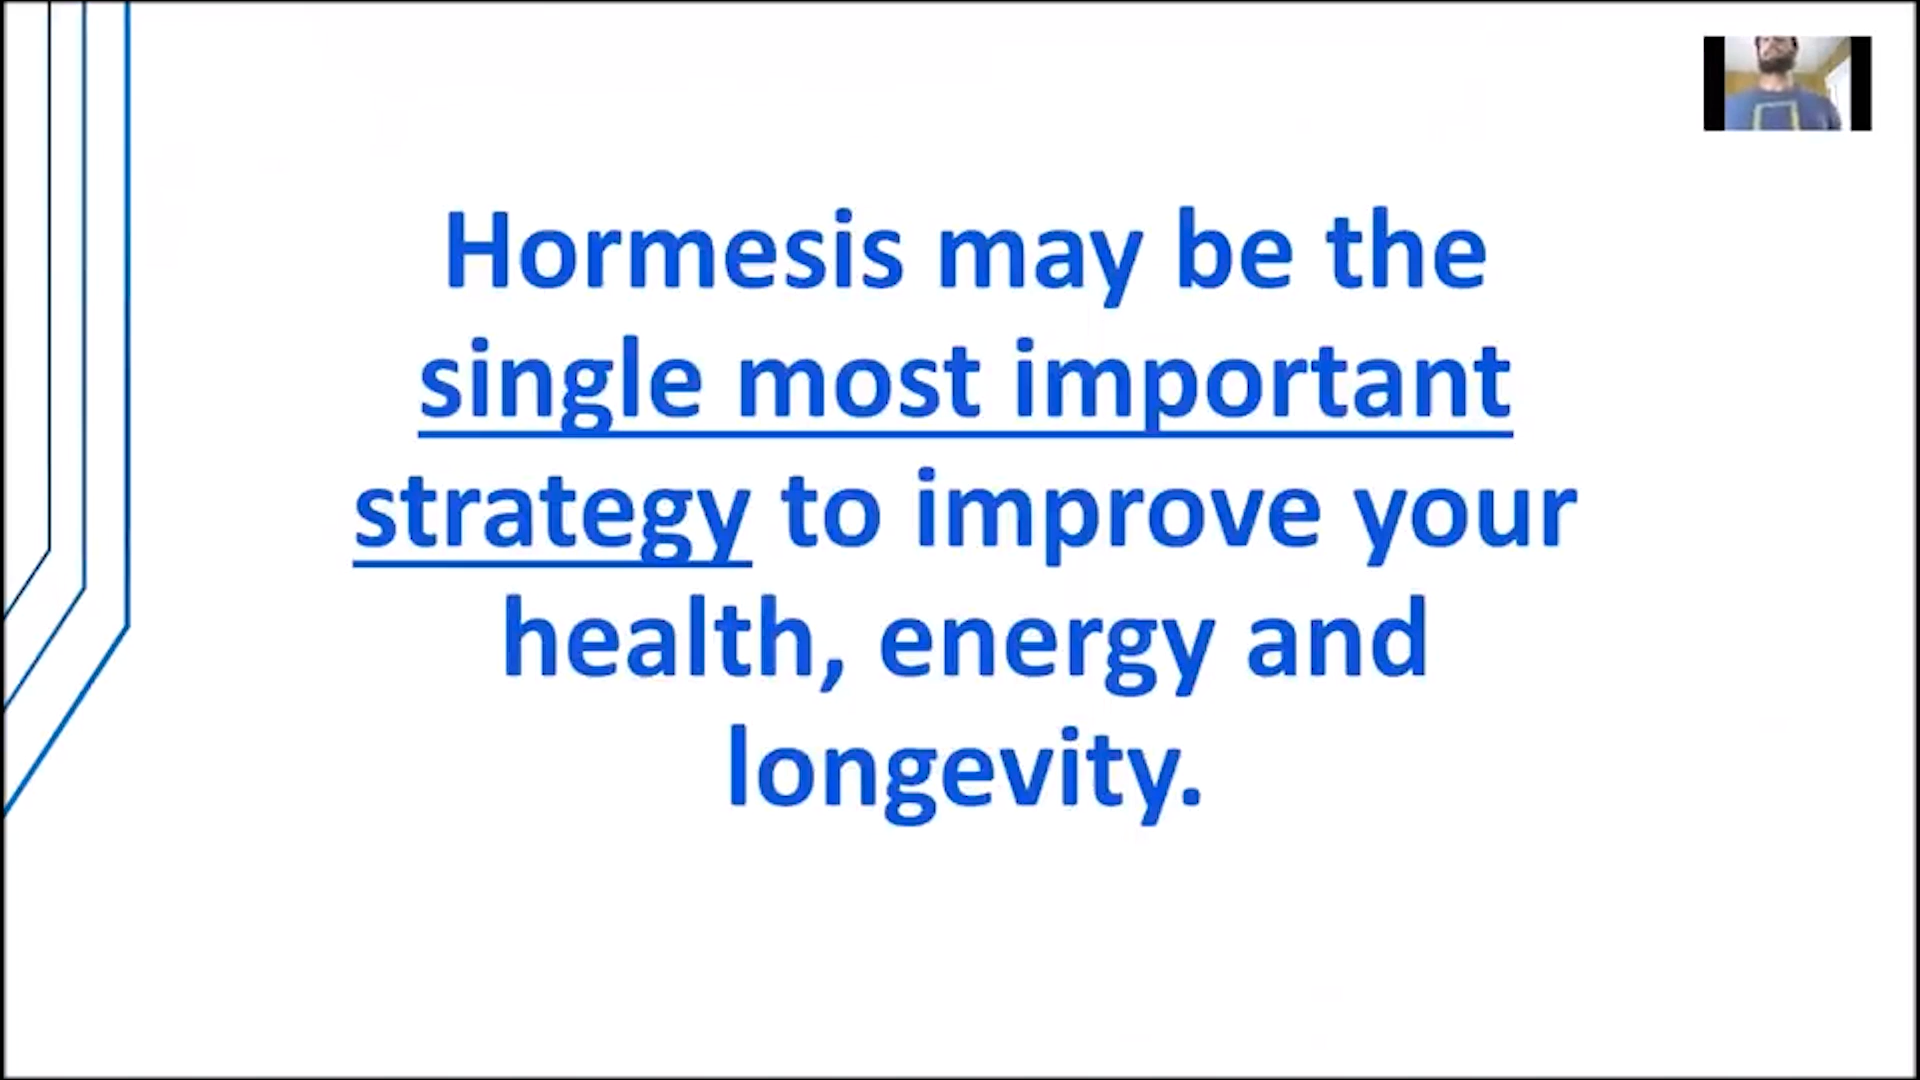 Hormesis may be the
single most important
strategy to improve your
health, energy and
longevity.